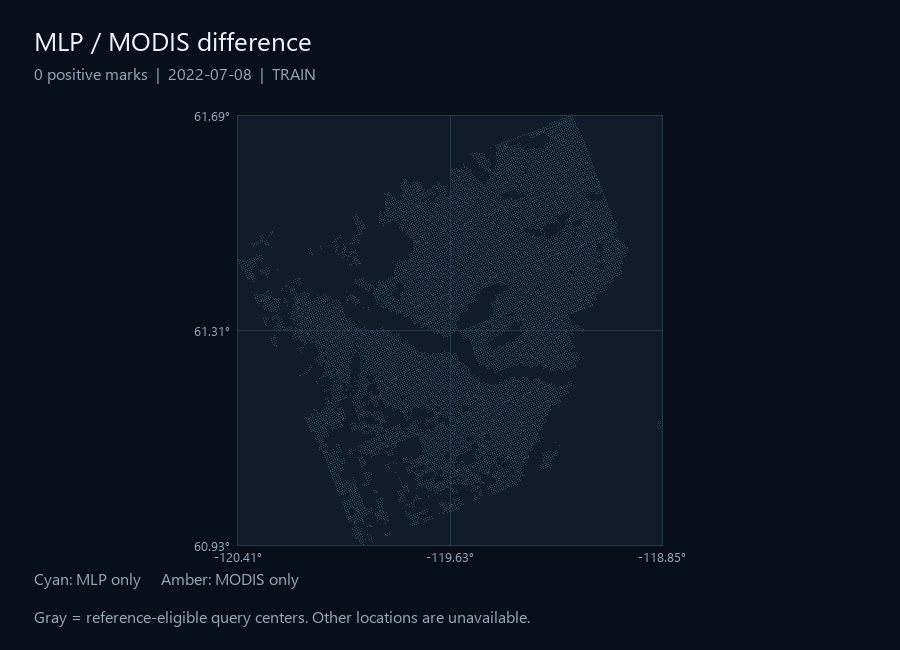 MLP / MODIS difference
0 positive marks | 2022-07-08 | TRAIN
61.69°
61.31°
60.93°
-120.41°
-119.63°
-118.85°
Cyan: MLP only Amber: MODIS only
Gray = reference-eligible query centers. Other locations are unavailable.